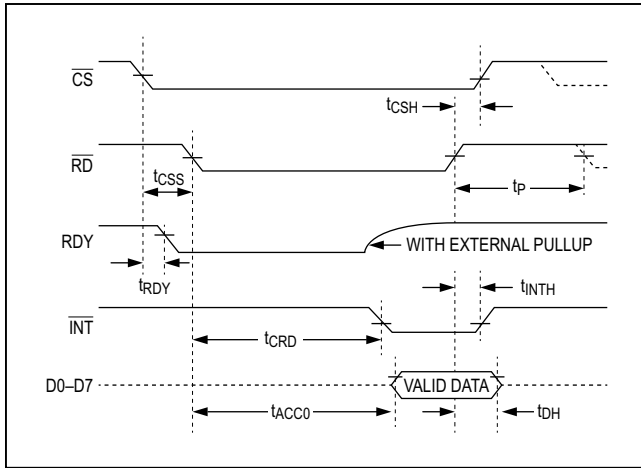 CS
tCSH
RD
tCSS
tP
RDY
WITH EXTERNAL PULLUP
tRDY
tINTH
INT
tCRD
D0–D7
VALID DATA
tACC0
tDH